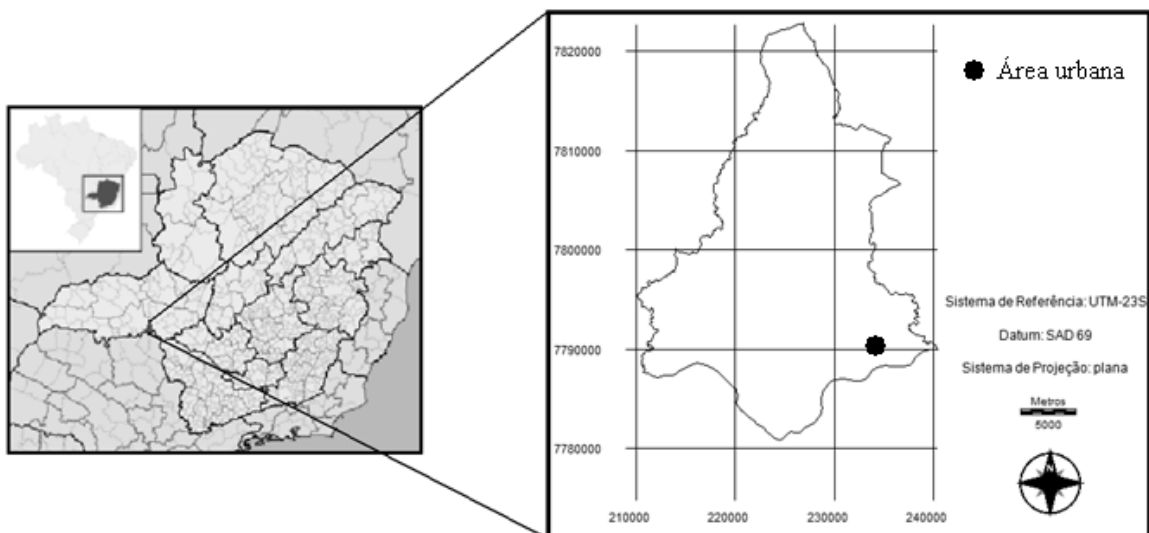 7820000
Área urbana
7810000
7800000
Sistema de Referência: UTM-23S
Datum: SAD 69
7790000
Sistema de Projeção: plana
Metros
5000
7780000
N
210000 220000 230000 240000